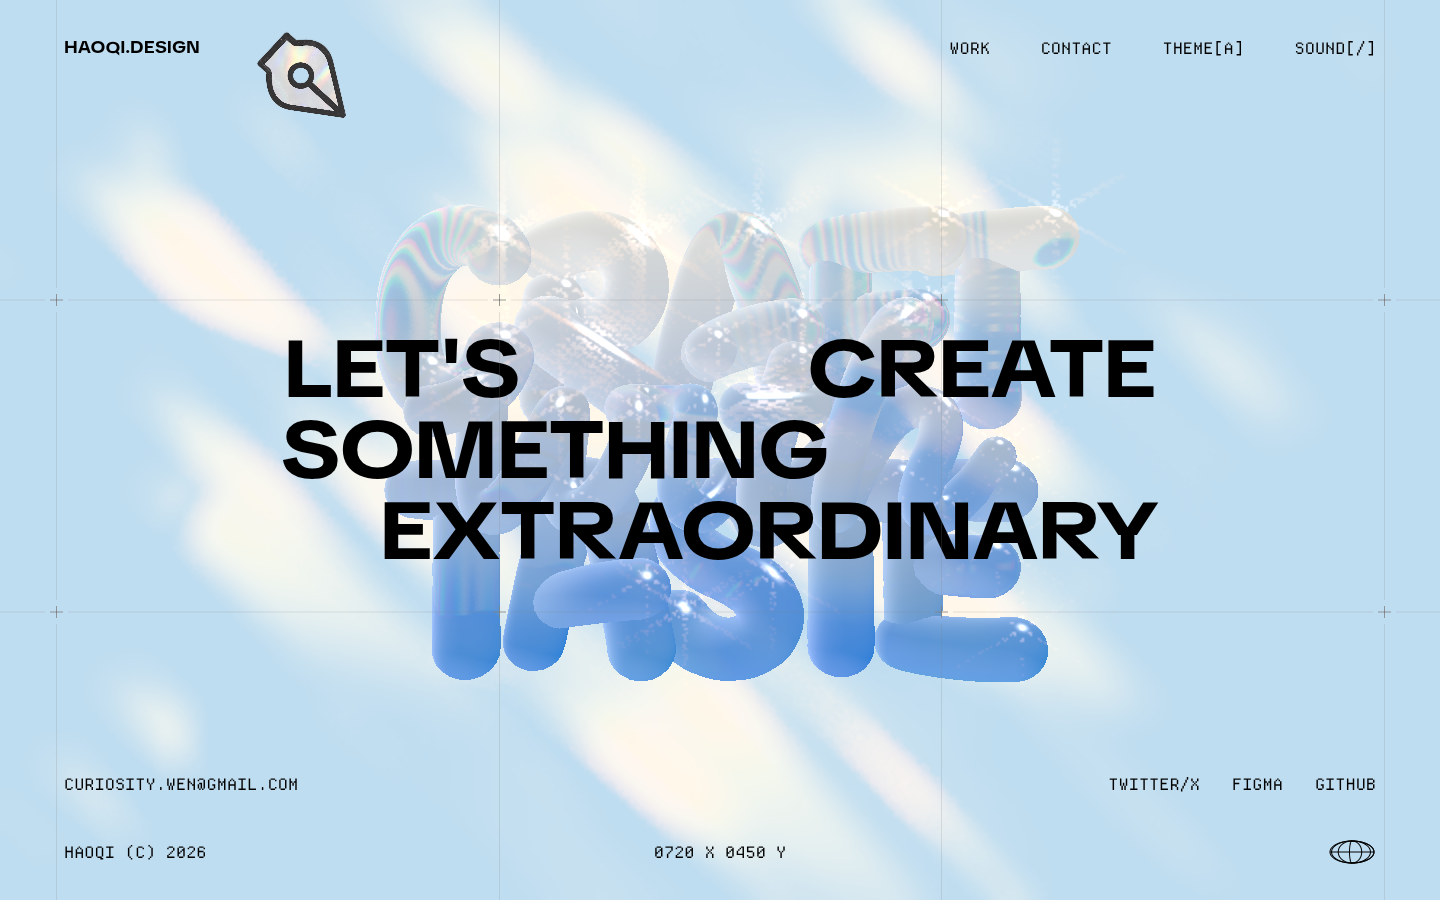 HAOQI.DESIGN
WORK CONTACT THEME[A] SOUND[/]
LET'S CREATE
SOMETHING
EXTRAORDINARY
CURIOSITY.WEN@GMAIL.COM
TWITTER/X FIGMA GITHUB
HAOQI (C) 2026
0720 X 0450 Y